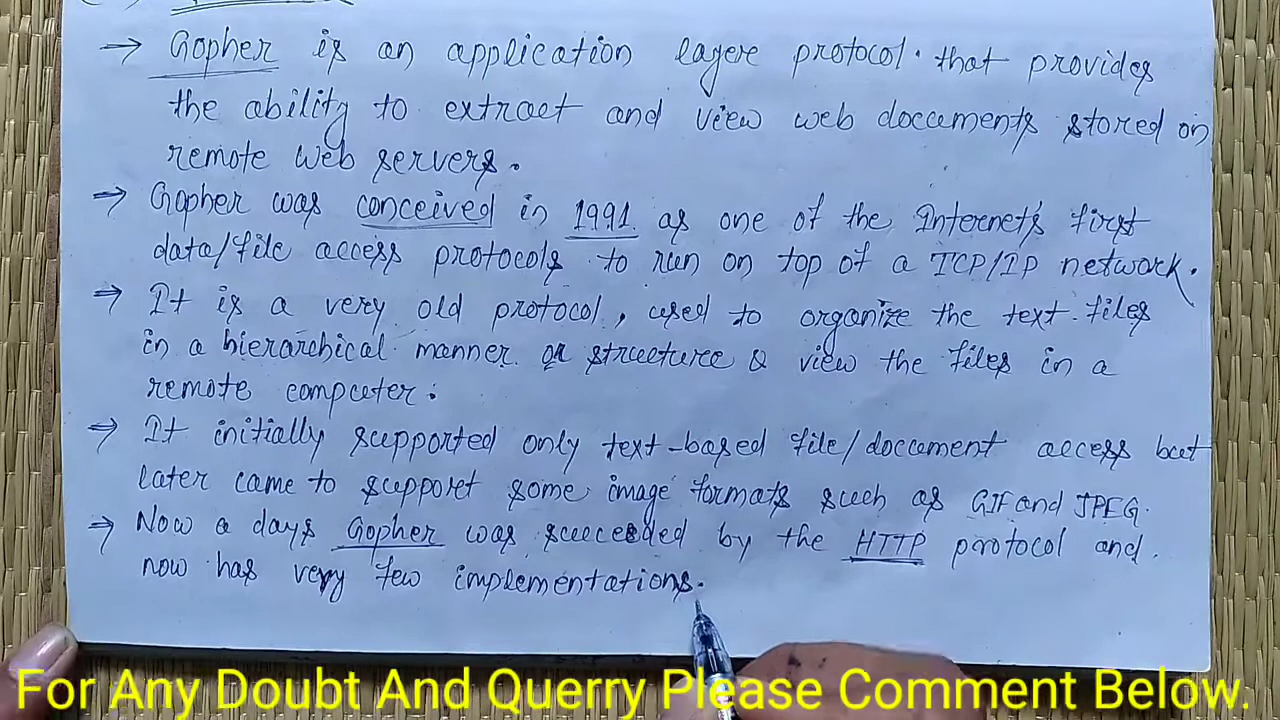 → Gopher is an application layer protocol. that provides
the ability to extract and view web documents stored on
remote web servers.
→ Gopher was conceived in 1991 as one of the Internet's first
data/file access protocols to run on top of a TCP/IP network.
→ It is a very old protocol, used to organize the text files
in a hierarchical manner or structure & view the files in a
remote computer.
→ It initially supported only text-based file/document access but
later came to support some image formats such as GIF and JPEG.
→ Now a days Gopher was succeeded by the HTTP protocol and
now has very few implementations.
For Any Doubt And Querry Please Comment Below.